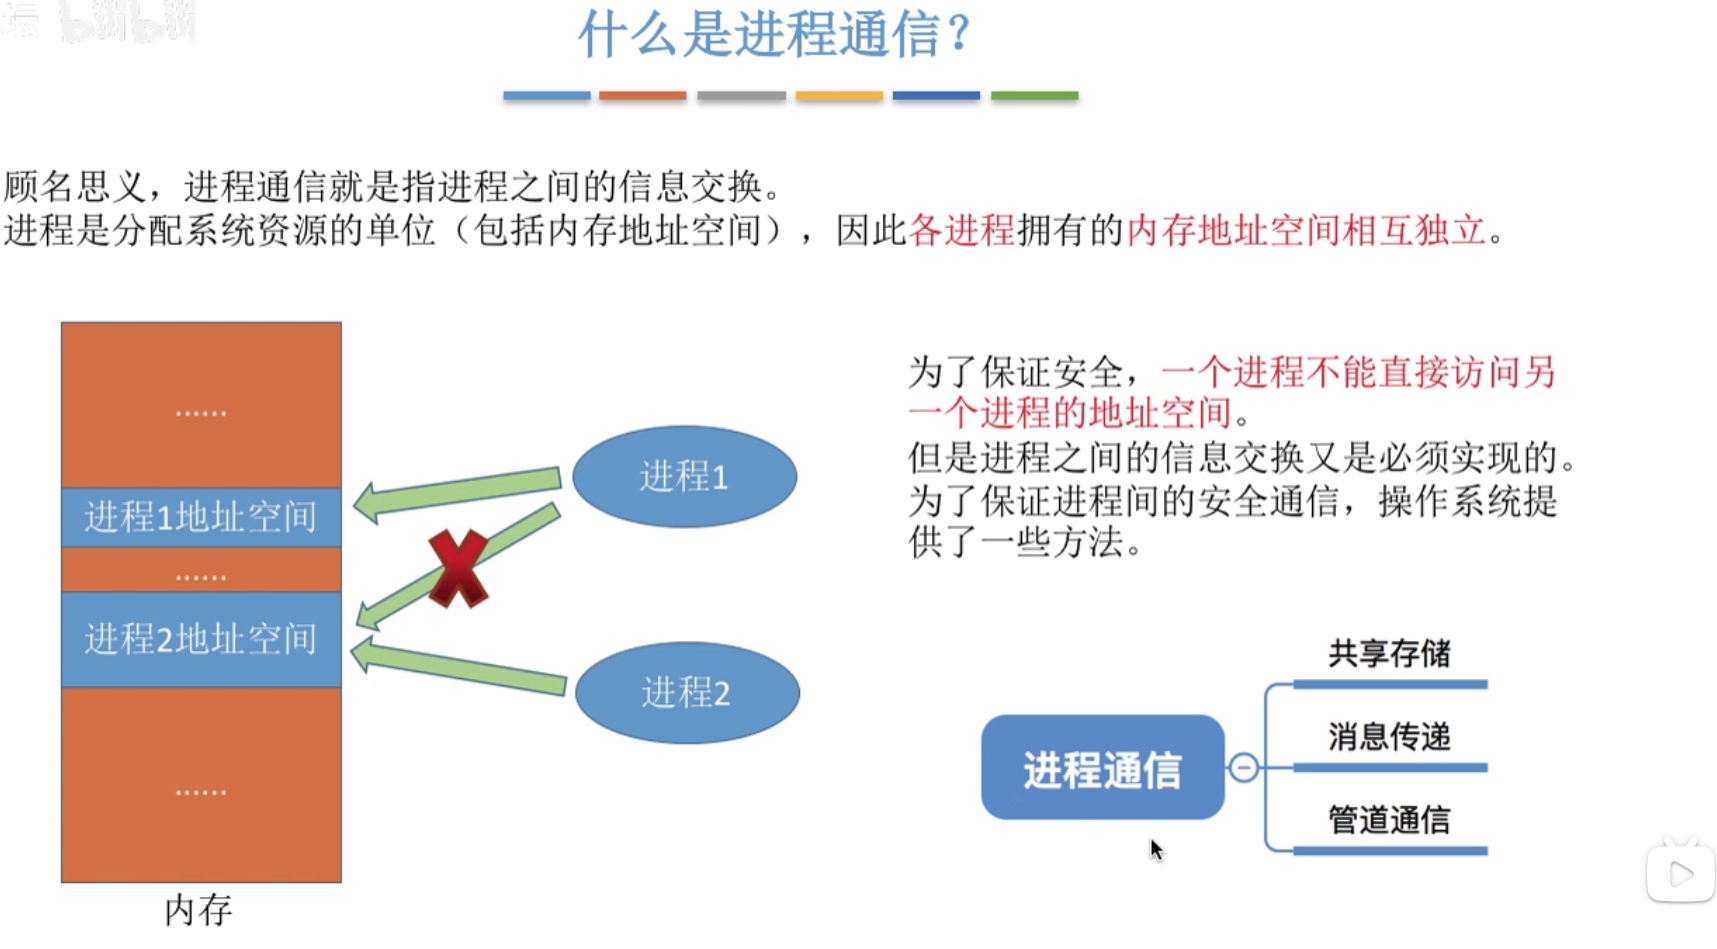 坛 bilibili
什么是进程通信？
顾名思义，进程通信就是指进程之间的信息交换。
进程是分配系统资源的单位（包括内存地址空间），因此各进程拥有的内存地址空间相互独立。
……
进程1地址空间
……
进程2地址空间
……
内存
进程1
进程2
为了保证安全，一个进程不能直接访问另
一个进程的地址空间。
但是进程之间的信息交换又是必须实现的。
为了保证进程间的安全通信，操作系统提
供了一些方法。
进程通信
共享存储
消息传递
管道通信